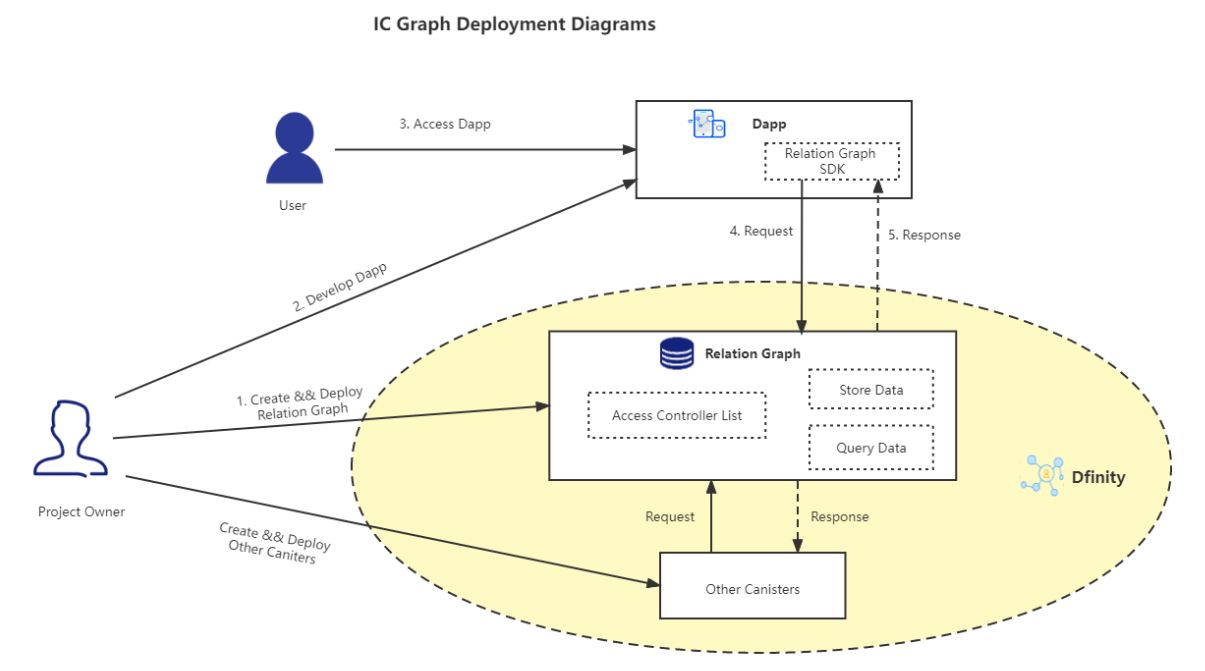 IC Graph Deployment Diagrams
3. Access Dapp
Dapp
Relation Graph
SDK
User
4. Request
5. Response
2. Develop Dapp
Relation Graph
1. Create && Deploy
Relation Graph
Access Controller List
Store Data
Query Data
Dfinity
Project Owner
Create && Deploy
Other Caniters
Request
Response
Other Canisters